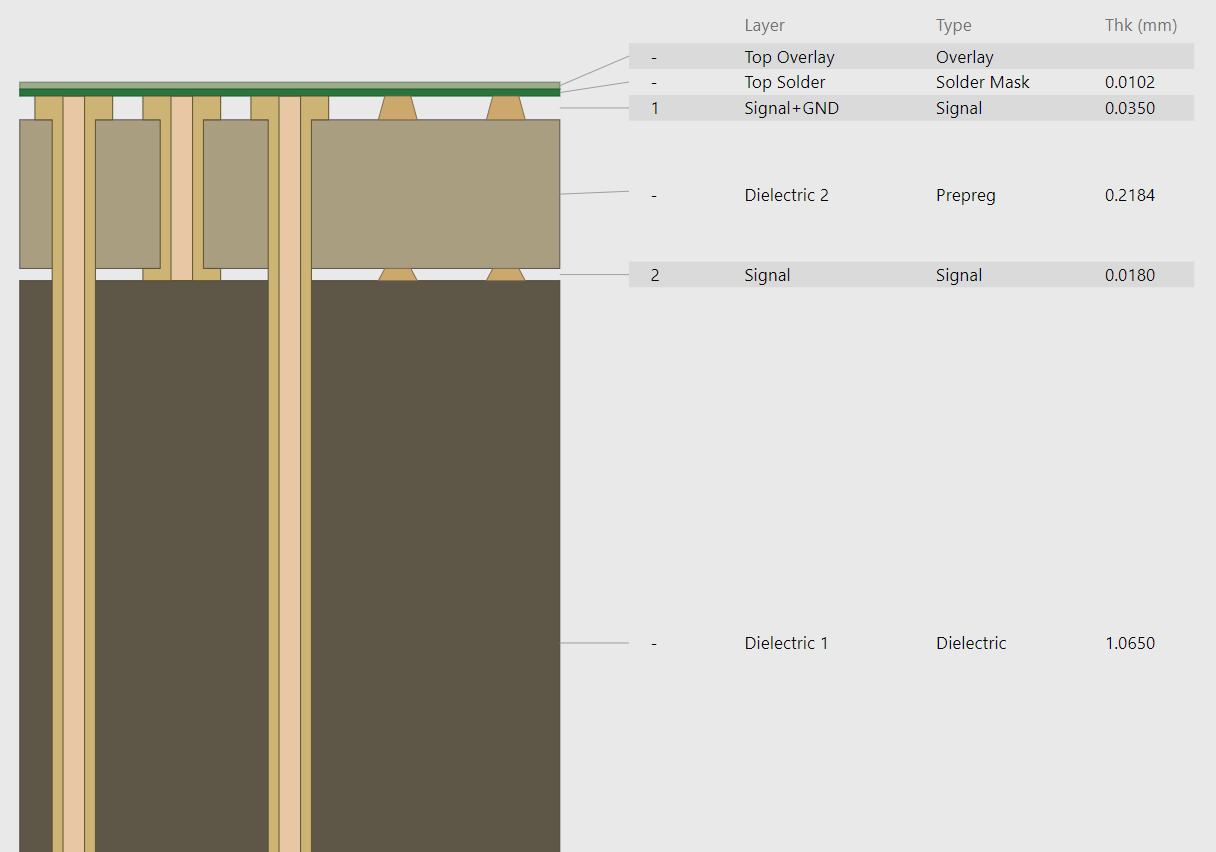 Layer Type Thk (mm)
- Top Overlay Overlay
- Top Solder Solder Mask 0.0102
1 Signal+GND Signal 0.0350
- Dielectric 2 Prepreg 0.2184
2 Signal Signal 0.0180
- Dielectric 1 Dielectric 1.0650